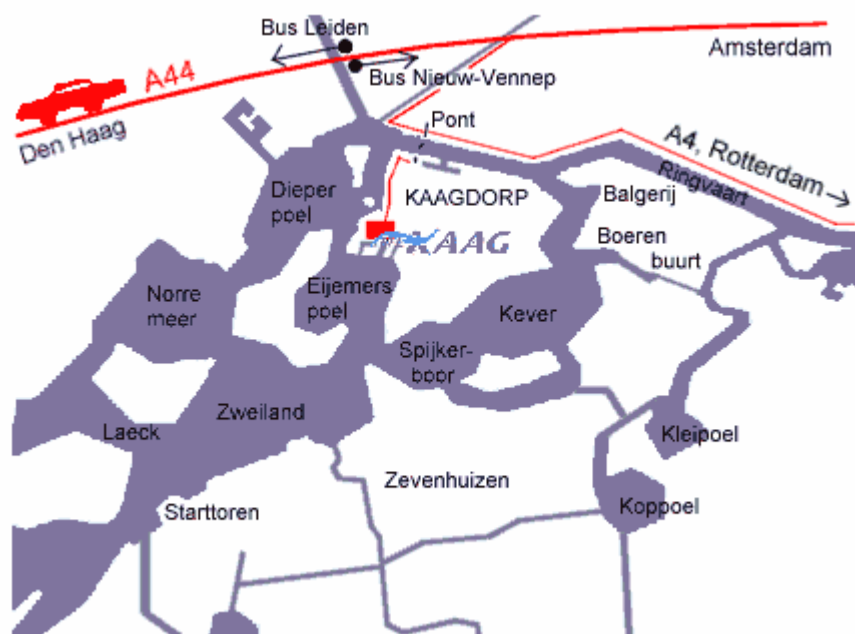 Bus Leiden
Amsterdam
A44
Bus Nieuw-Vennep
Den Haag
Pont
A4, Rotterdam
Ringvaart
Dieper
poel
KAAGDORP
Balgerij
KAAG
Boeren
buurt
Norre
meer
Eijemers
poel
Kever
Spijker-
boor
Zweiland
Laeck
Kleipoel
Zevenhuizen
Koppoel
Starttoren